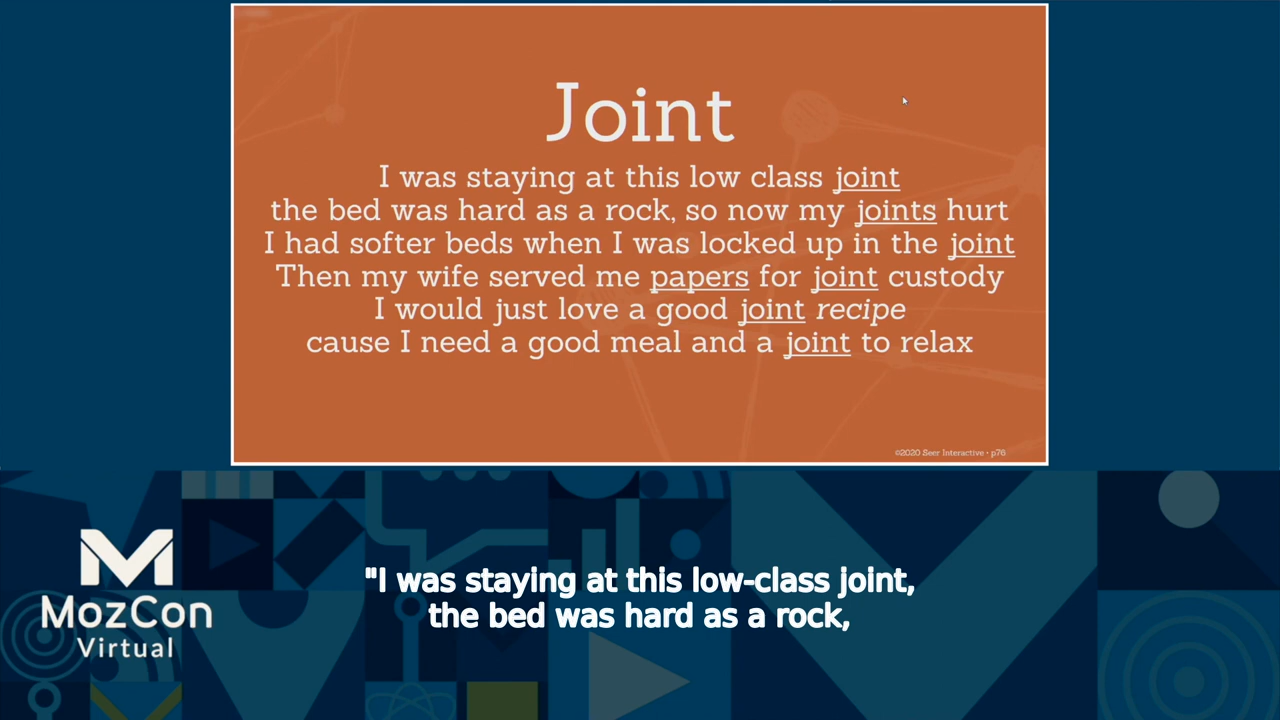 Joint
I was staying at this low class joint
the bed was hard as a rock, so now my joints hurt
I had softer beds when I was locked up in the joint
Then my wife served me papers for joint custody
I would just love a good joint recipe
cause I need a good meal and a joint to relax
©2020 Seer Interactive • p76
MozCon
Virtual
"I was staying at this low-class joint,
the bed was hard as a rock,